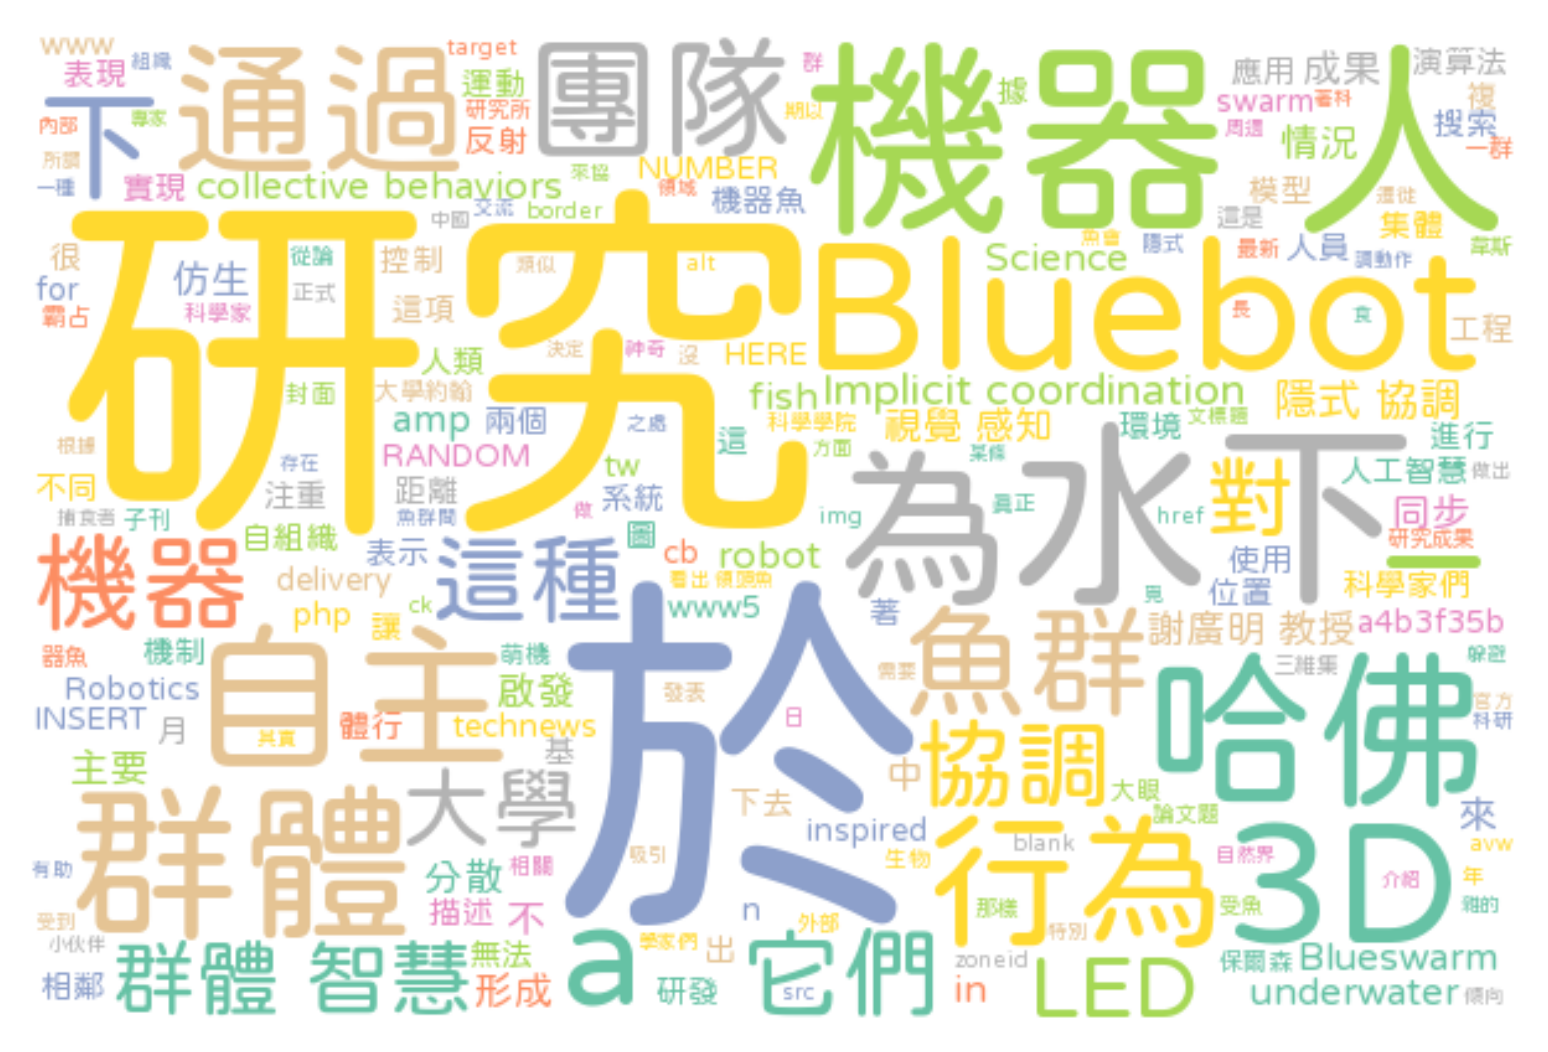 www
組織
target
群
演算法
表現
通過
團隊
機器人
應用
成果
運動
據
複
下
研究所
期以
swarm
著科
內部
專家
反射
周邊
情況
搜索
一群
所謂
NUMBER
一種
實現
collective behaviors
來協
領域
機器魚
模型
遷徙
中國
交流
border
這是
集體
研究
Bluebot
很
從論
控制
類似
alt
Science
魚會
隱式
最新
人員
調動作
韋斯
for
仿生
正式
霸占
科學家
這項
長
食
工程
人類
決定
神奇
沒
HERE
封面
大學約翰
fish
Implicit coordination
隱式 協調
amp
兩個
之處
科學學院
視覺 感知
環境
文標題
根據
RANDOM
這
方面
為水下
進行
存在
tw
某條
對
人工智慧
做出
不同
注重
距離
系統
捕食者
子刊
魚群間
做
img
真正
href
同步
自組織
表示
這種
圖
cb
robot
一
研究成果
機器
delivery
看出
領頭魚
使用
科學家們
php
ck
www5
著
覓
位置
讓
於
魚群
謝廣明 教授
a4b3f35b
器魚
機制
自主
萌機
需要
三維集
躲避
Robotics
啟發
發表
哈佛
INSERT
月
體行
technews
日
官方
科研
其實
基
協調
主要
大學
下去
中
大眼
群體
inspired
論文題
來
有助
分散
相關
吸引
生物
行為
blank
自然界
3D
介紹
avw
年
受到
描述
不
n
外部
那樣
受魚
雜的
特別
小伙伴
群體 智慧
無法
a
學家們
出
它們
zoneid
保爾森
Blueswarm
相鄰
形成
研發
src
in
LED
underwater
傾向